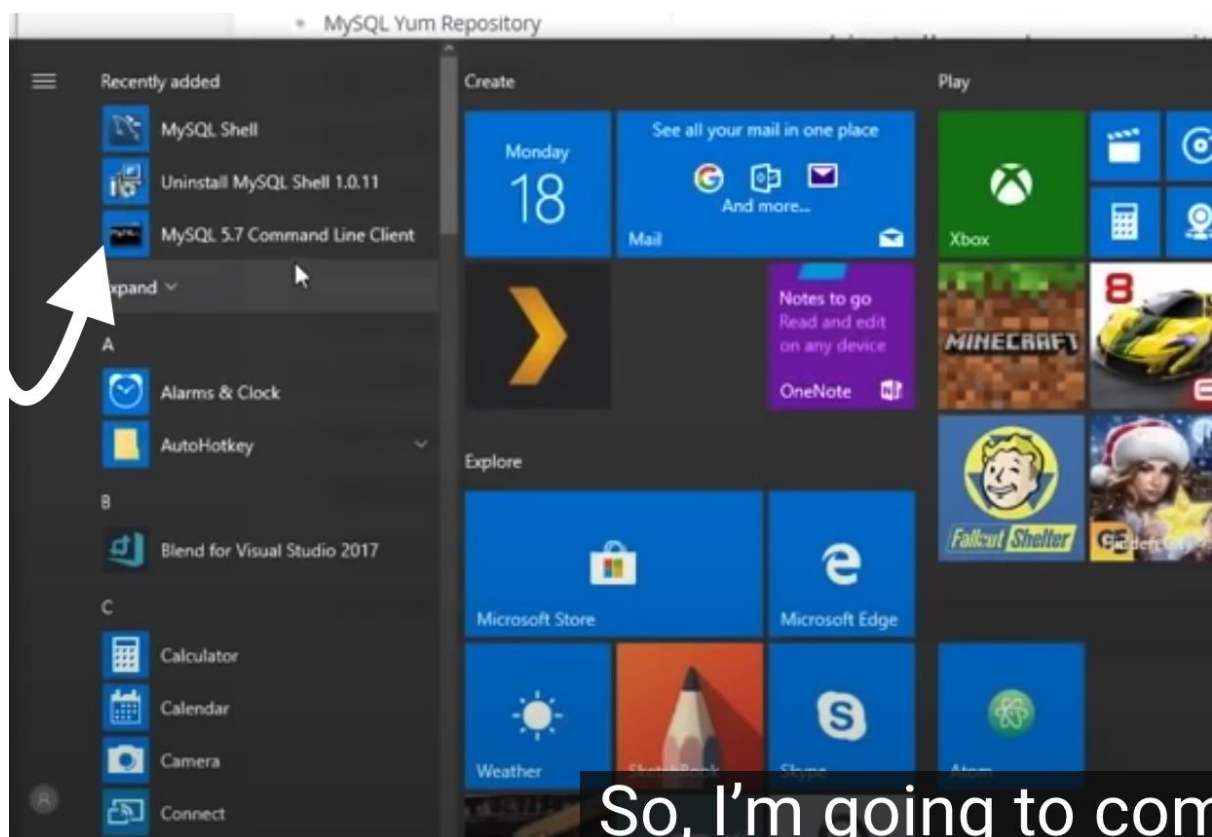 MySQL Yum Repository
Recently added
MySQL Shell
Uninstall MySQL Shell 1.0.11
MySQL 5.7 Command Line Client
xpand
A
Alarms & Clock
AutoHotkey
B
Blend for Visual Studio 2017
C
Calculator
Calendar
Camera
Connect
Create
Monday
18
See all your mail in one place
And more...
Mail
Notes to go
Read and edit
on any device
OneNote
Explore
Microsoft Store
Microsoft Edge
Weather
SketchBook
Skype
Play
Xbox
MINECRAFT
8
Fallout Shelter
G5
Atom
So, I'm going to com